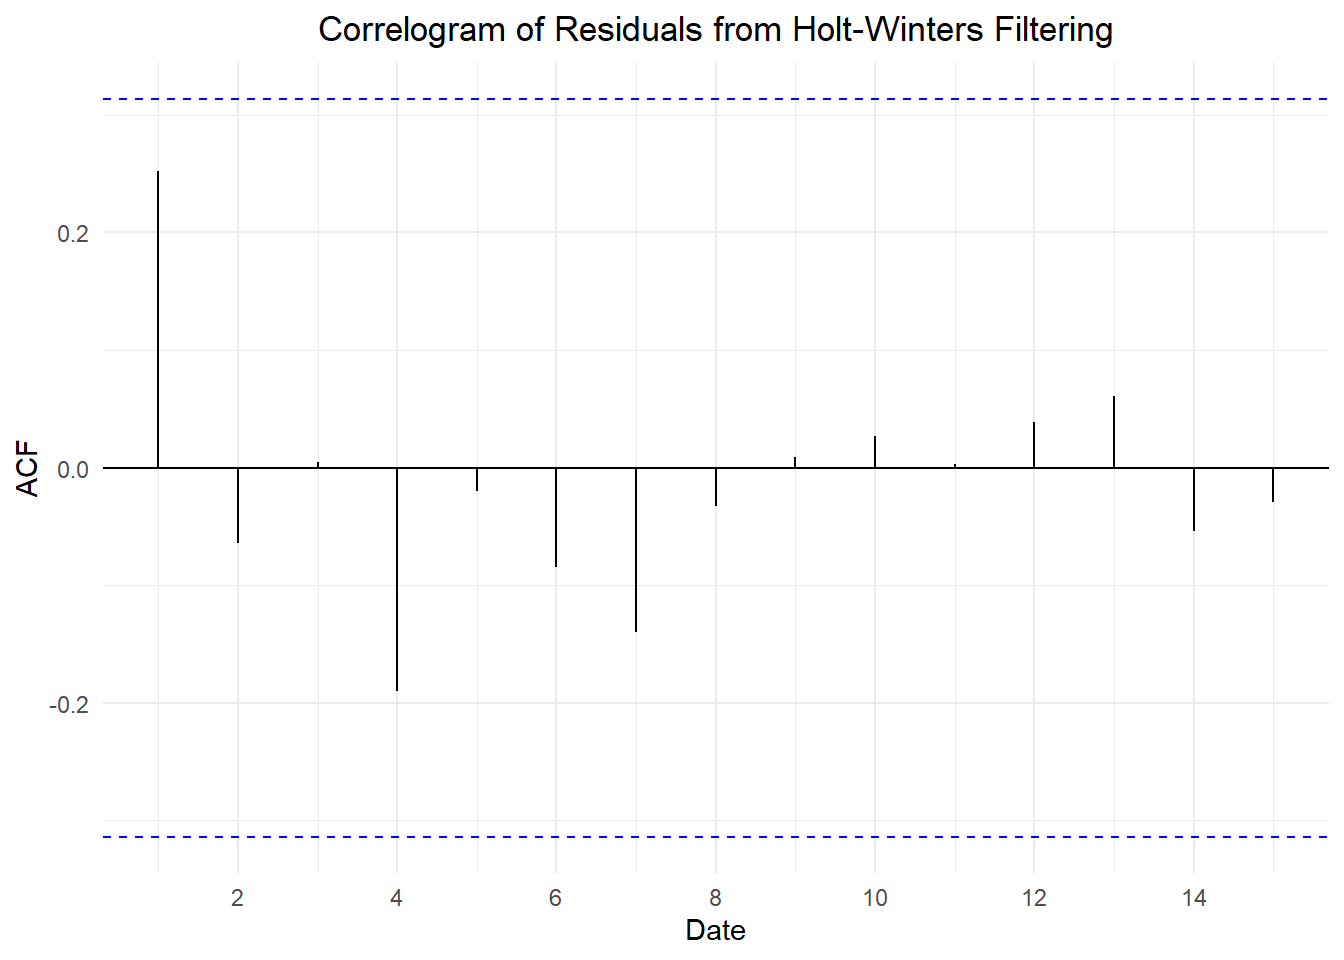 Correlogram of Residuals from Holt-Winters Filtering
0.2
0.0
-0.2
ACF
2 4 6 8 10 12 14
Date